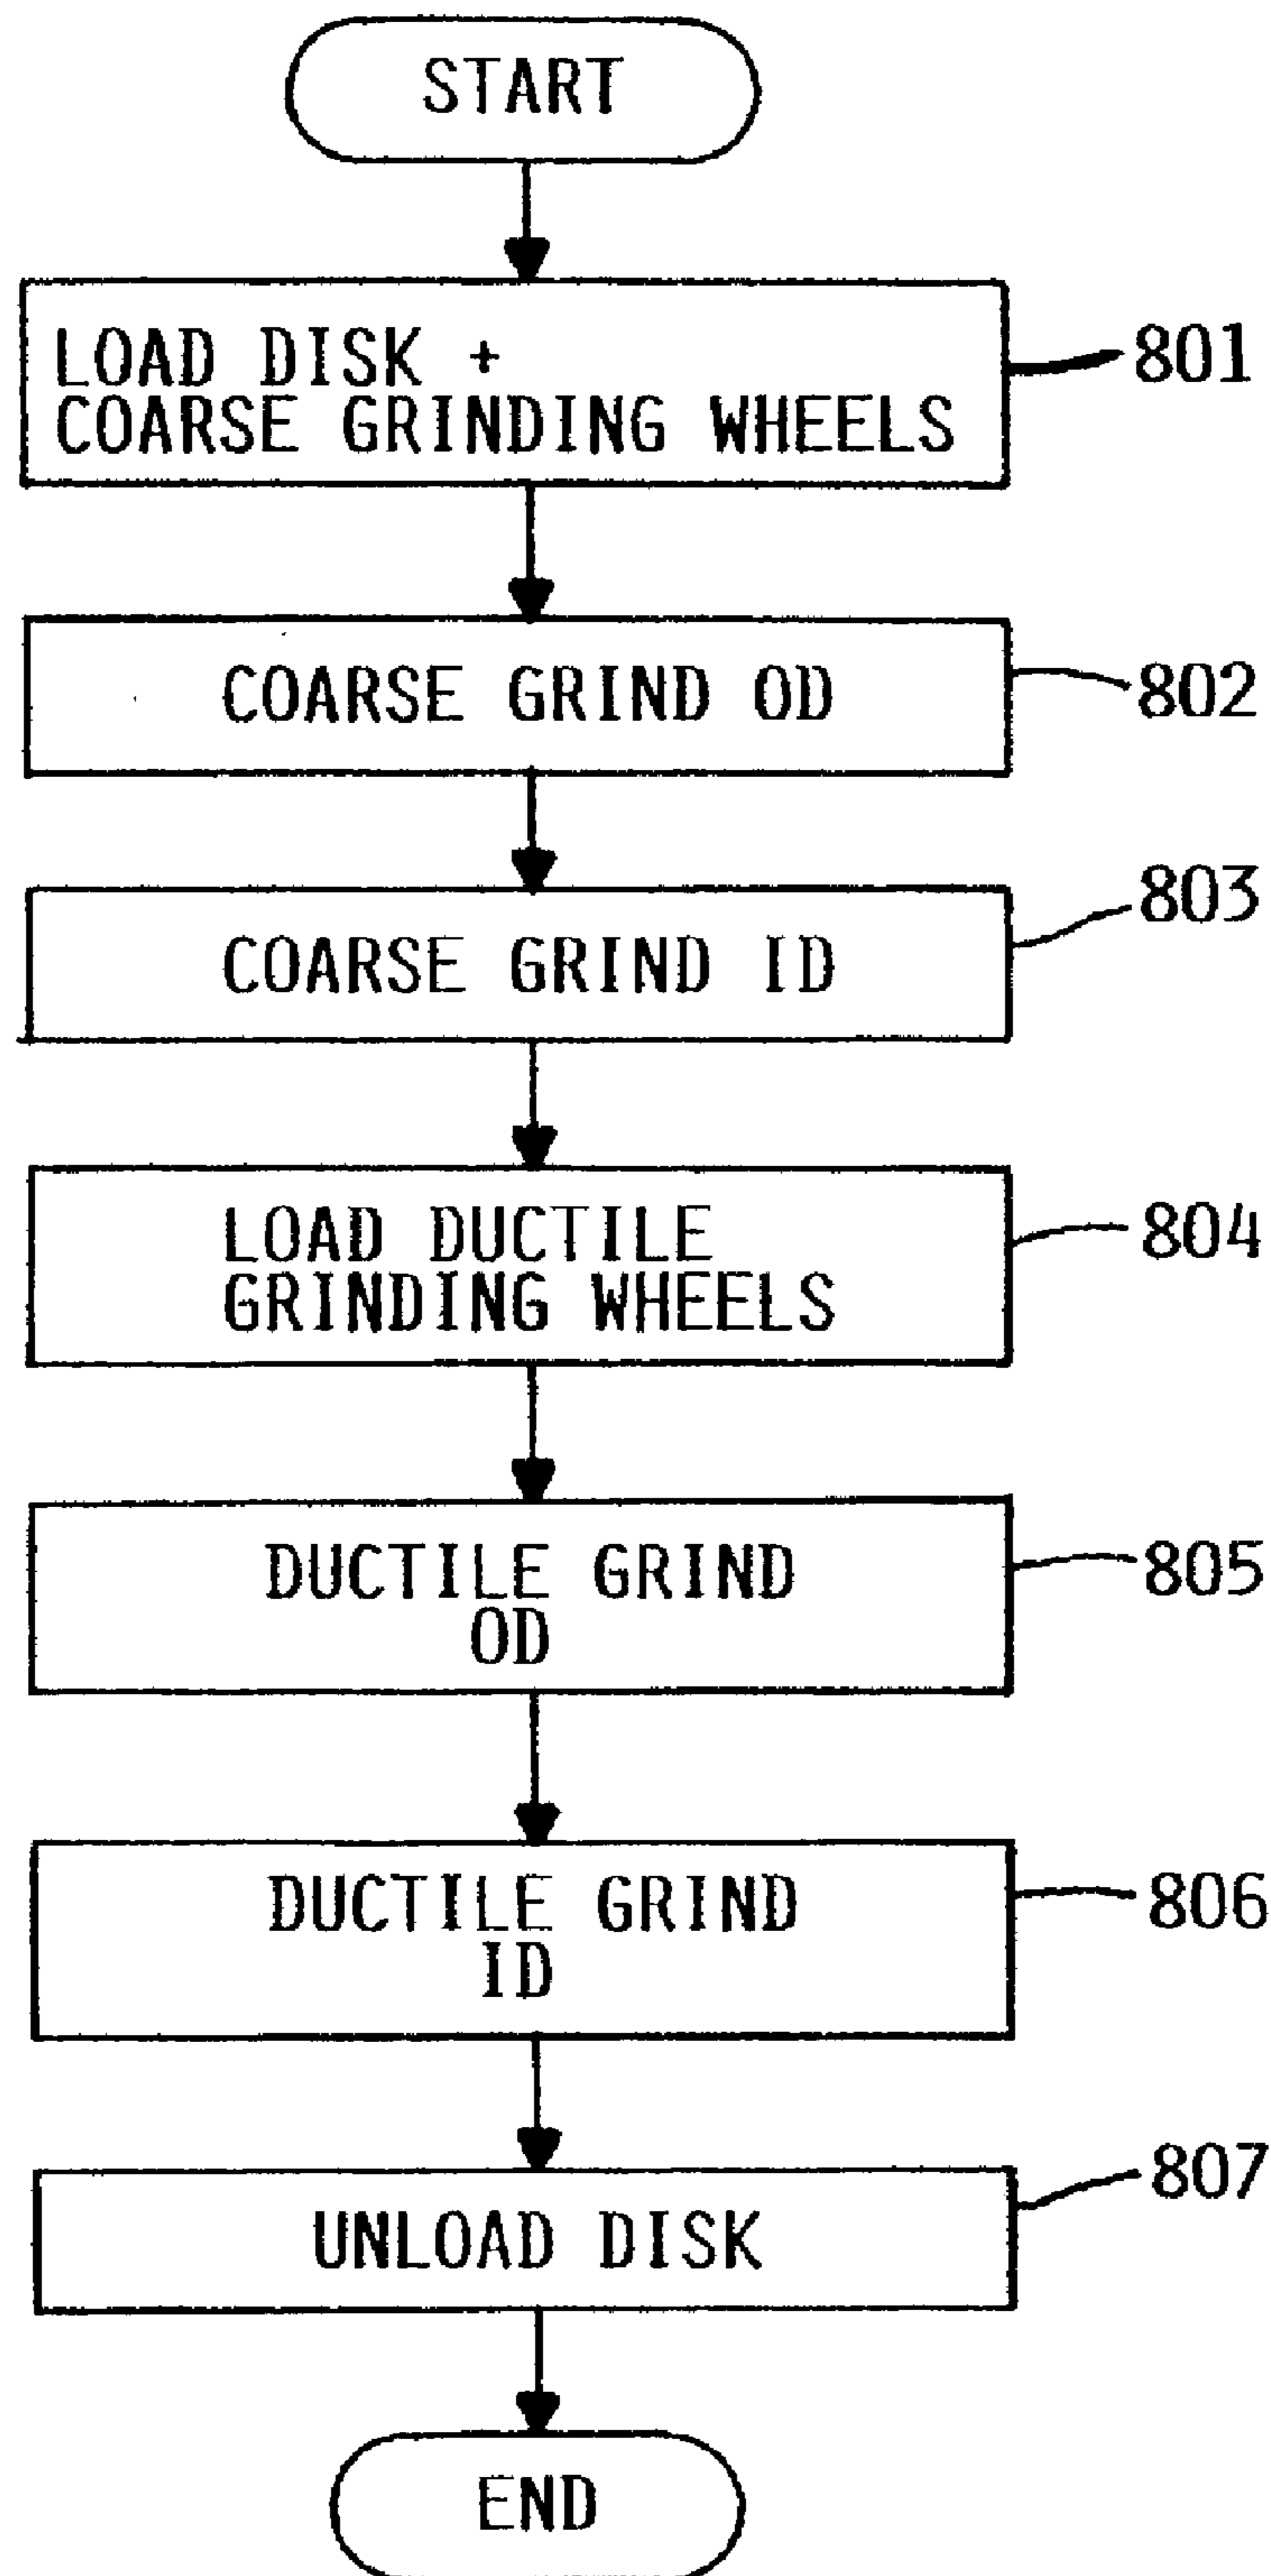 START
LOAD DISK +
COARSE GRINDING WHEELS
801
COARSE GRIND OD
802
COARSE GRIND ID
803
LOAD DUCTILE
GRINDING WHEELS
804
DUCTILE GRIND
OD
805
DUCTILE GRIND
ID
806
UNLOAD DISK
807
END